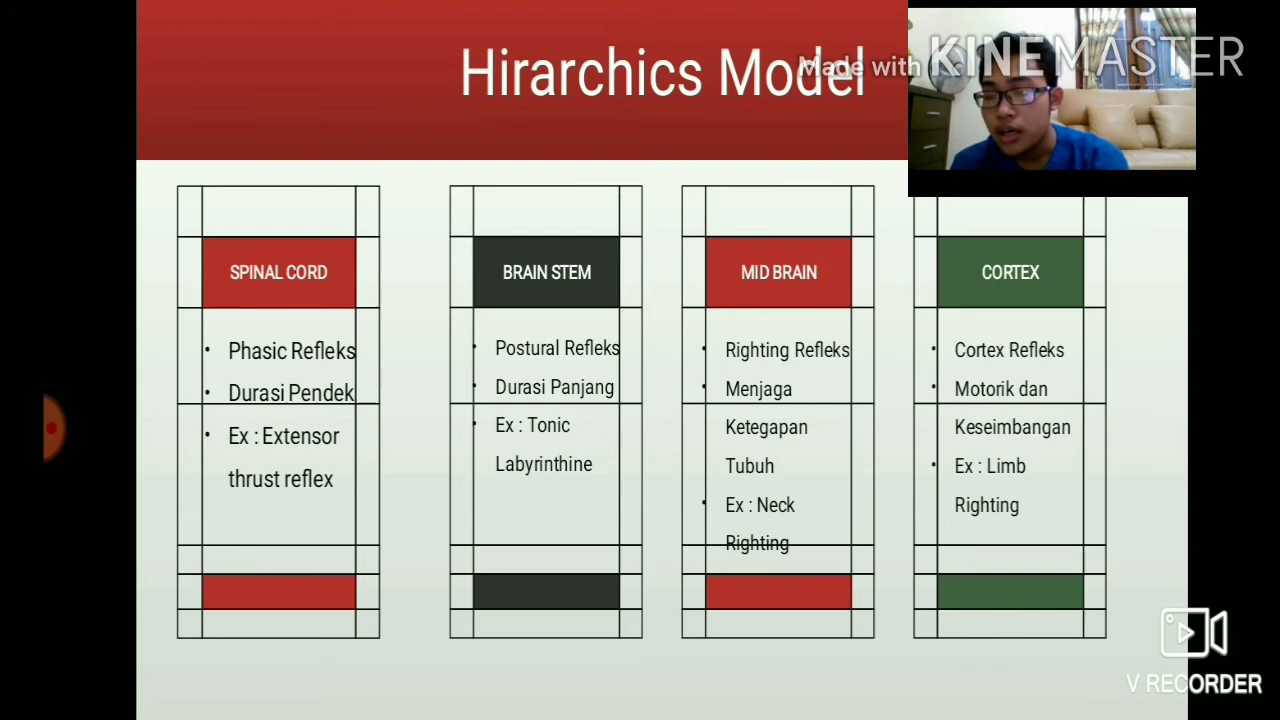 Hirarchics Model
Made with KINEMASTER
SPINAL CORD
• Phasic Refleks
• Durasi Pendek
• Ex : Extensor
thrust reflex
BRAIN STEM
• Postural Refleks
• Durasi Panjang
• Ex : Tonic
Labyrinthine
MID BRAIN
• Righting Refleks
• Menjaga
Ketegapan
Tubuh
• Ex : Neck
Righting
CORTEX
• Cortex Refleks
• Motorik dan
Keseimbangan
• Ex : Limb
Righting
V RECORDER